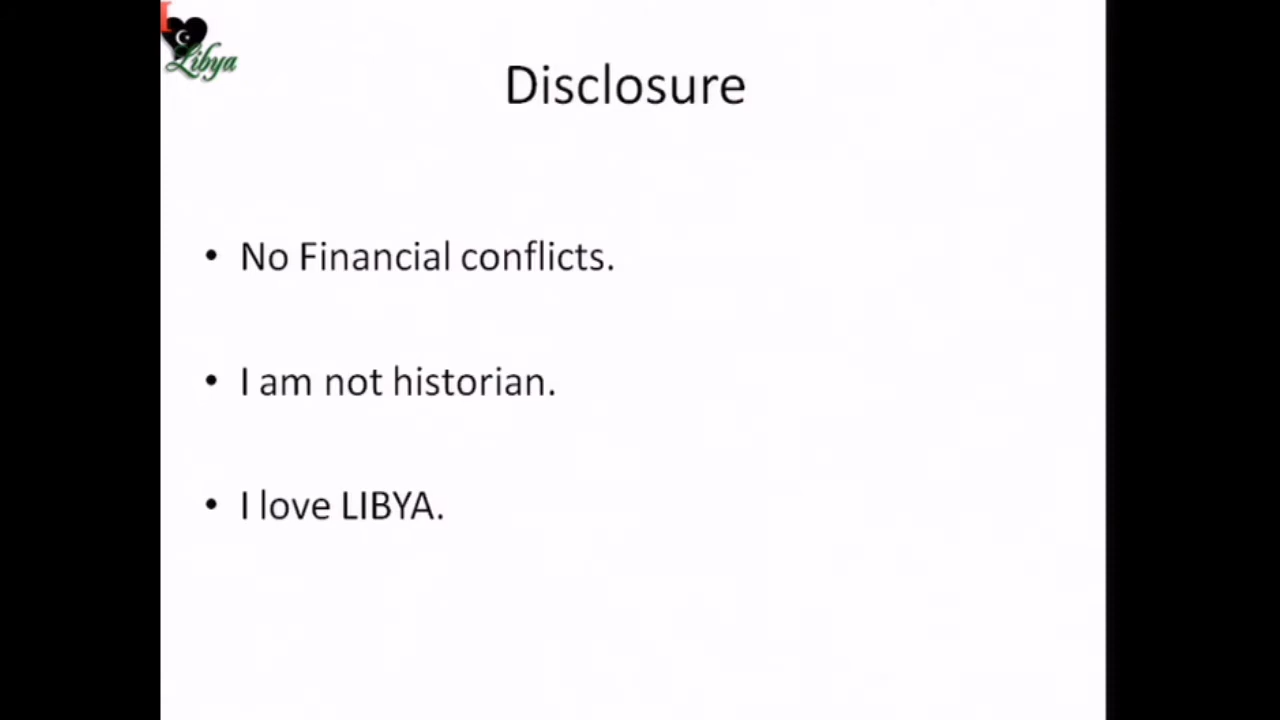 I
Libya
Disclosure
• No Financial conflicts.
• I am not historian.
• I love LIBYA.